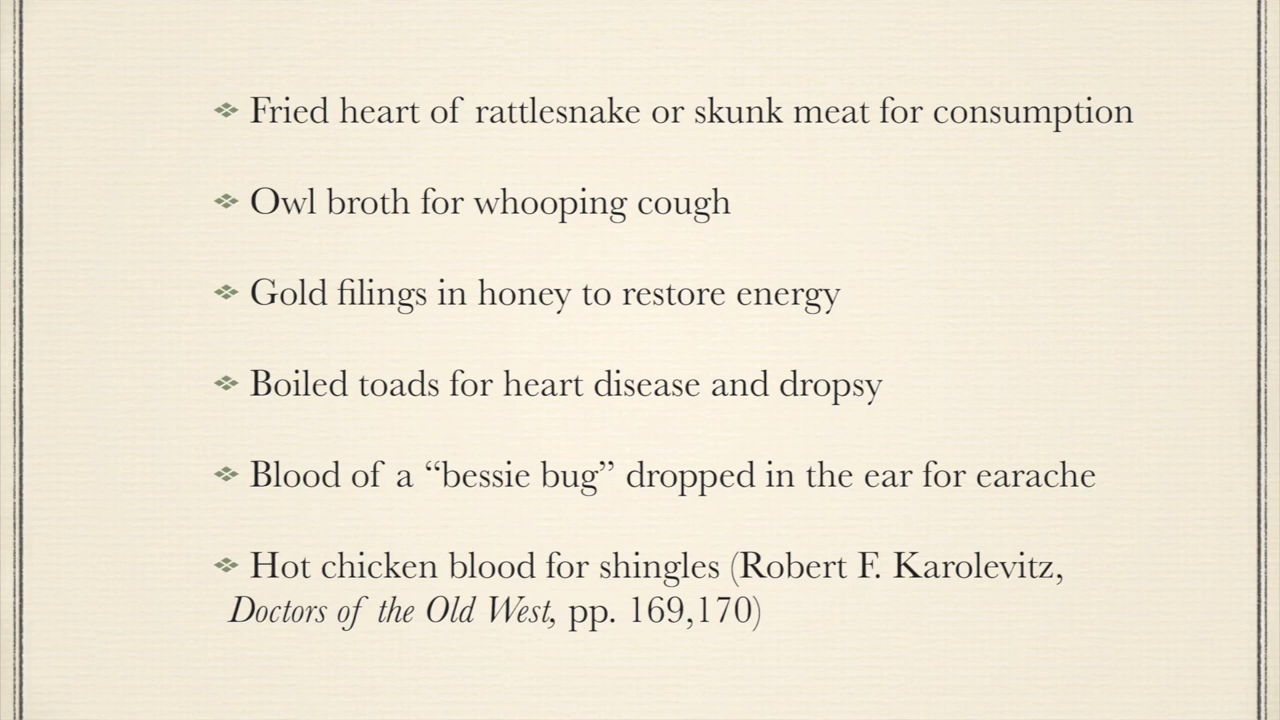 ❖ Fried heart of rattlesnake or skunk meat for consumption
❖ Owl broth for whooping cough
❖ Gold filings in honey to restore energy
❖ Boiled toads for heart disease and dropsy
❖ Blood of a “bessie bug” dropped in the ear for earache
❖ Hot chicken blood for shingles (Robert F. Karolevitz,
Doctors of the Old West, pp. 169,170)